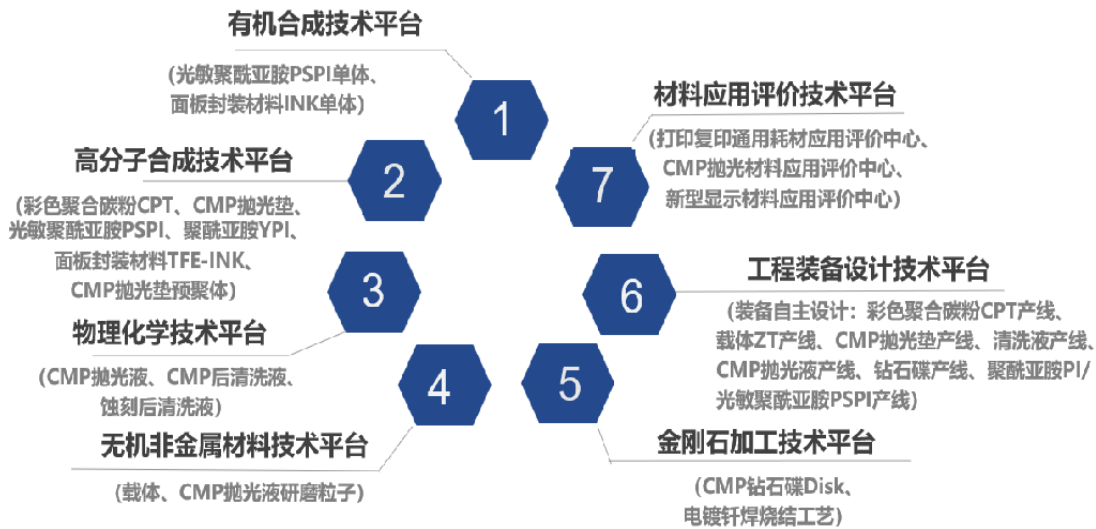 有机合成技术平台
(光敏聚酰亚胺PSPI单体、
面板封装材料INK单体)
1
高分子合成技术平台
(彩色聚合碳粉CPT、CMP抛光垫、
光敏聚酰亚胺PSPI、聚酰亚胺YPI、
面板封装材料TFE-INK、
CMP抛光垫预聚体)
2
物理化学技术平台
(CMP抛光液、CMP后清洗液、
蚀刻后清洗液)
3
无机非金属材料技术平台
(载体、CMP抛光液研磨粒子)
4
金刚石加工技术平台
(CMP钻石碟Disk、
电镀钎焊烧结工艺)
5
工程装备设计技术平台
(装备自主设计：彩色聚合碳粉CPT产线、
载体ZT产线、CMP抛光垫产线、清洗液产线、
CMP抛光液产线、钻石碟产线、聚酰亚胺PI/
光敏聚酰亚胺PSPI产线)
6
材料应用评价技术平台
(打印复印通用耗材应用评价中心、
CMP抛光材料应用评价中心、
新型显示材料应用评价中心)
7